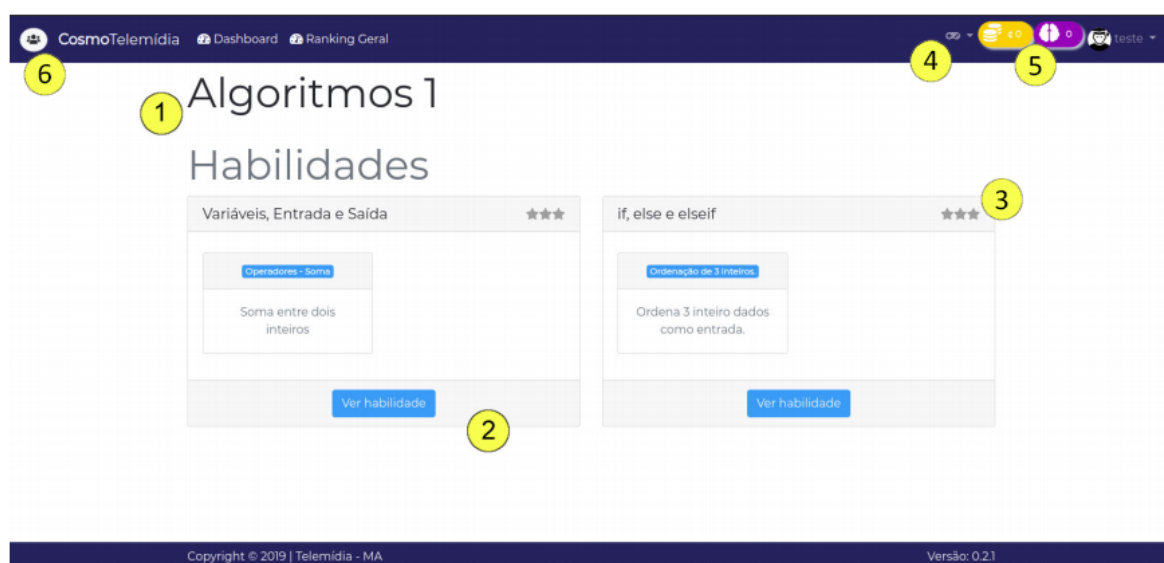 CosmoTelemídia Dashboard Ranking Geral ¢0 0 teste
6 4 5
1 Algoritmos 1
Habilidades
3
Variáveis, Entrada e Saída
if, else e elseif
Operadores - Soma
Ordenação de 3 inteiros.
Soma entre dois
inteiros
Ordena 3 inteiro dados
como entrada.
Ver habilidade
Ver habilidade
2
Copyright © 2019 | Telemídia - MA
Versão: 0.2.1